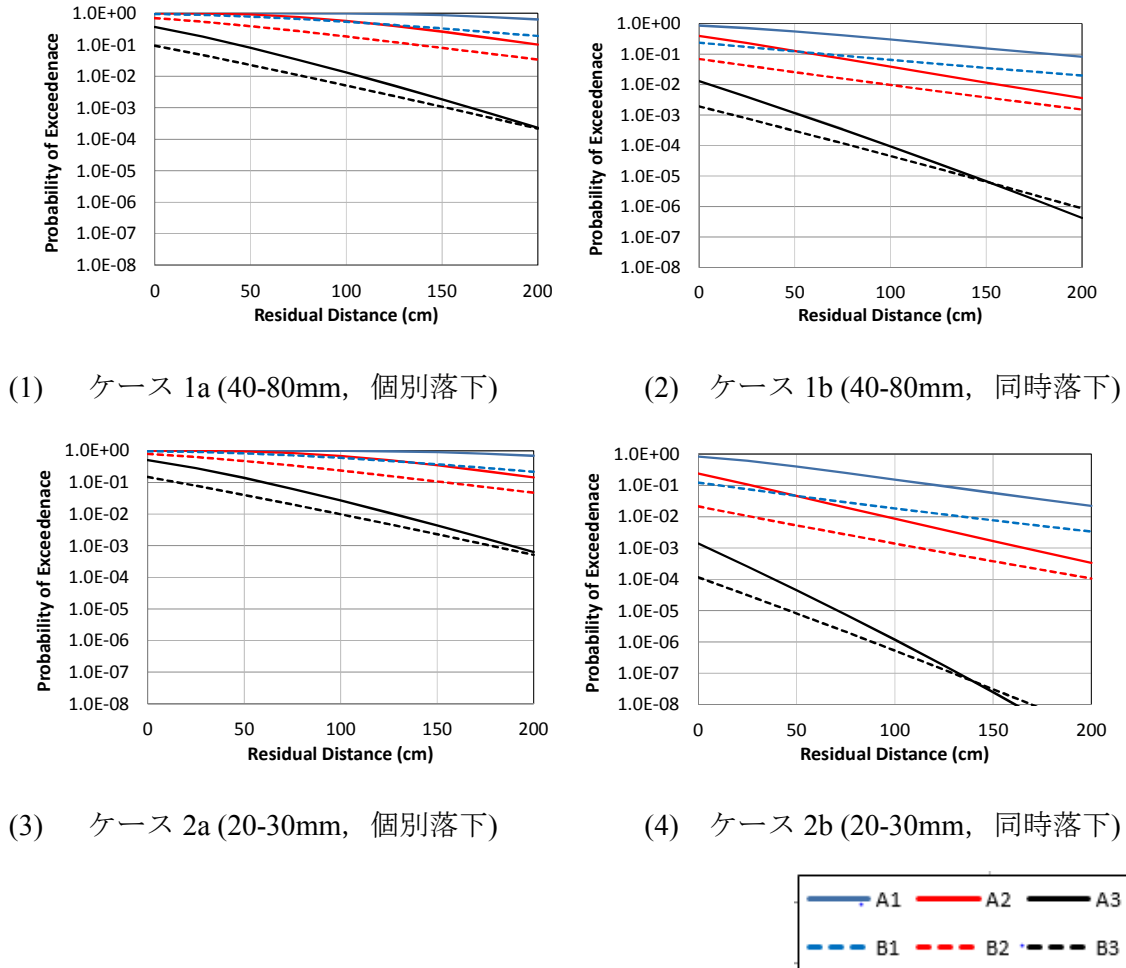 1.0E+00
1.0E-01
1.0E-02
1.0E-03
1.0E-04
1.0E-05
1.0E-06
1.0E-07
1.0E-08
Probability of Exceedenace
0 50 100 150 200
Residual Distance (cm)
1.0E+00
1.0E-01
1.0E-02
1.0E-03
1.0E-04
1.0E-05
1.0E-06
1.0E-07
1.0E-08
Probability of Exceedenace
0 50 100 150 200
Residual Distance (cm)
(1) ケース 1a (40-80mm，個別落下)
(2) ケース 1b (40-80mm，同時落下)
1.0E+00
1.0E-01
1.0E-02
1.0E-03
1.0E-04
1.0E-05
1.0E-06
1.0E-07
1.0E-08
Probability of Exceedenace
0 50 100 150 200
Residual Distance (cm)
1.0E+00
1.0E-01
1.0E-02
1.0E-03
1.0E-04
1.0E-05
1.0E-06
1.0E-07
1.0E-08
Probability of Exceedenace
0 50 100 150 200
Residual Distance (cm)
(3) ケース 2a (20-30mm，個別落下)
(4) ケース 2b (20-30mm，同時落下)
A1 A2 A3
B1 B2 B3